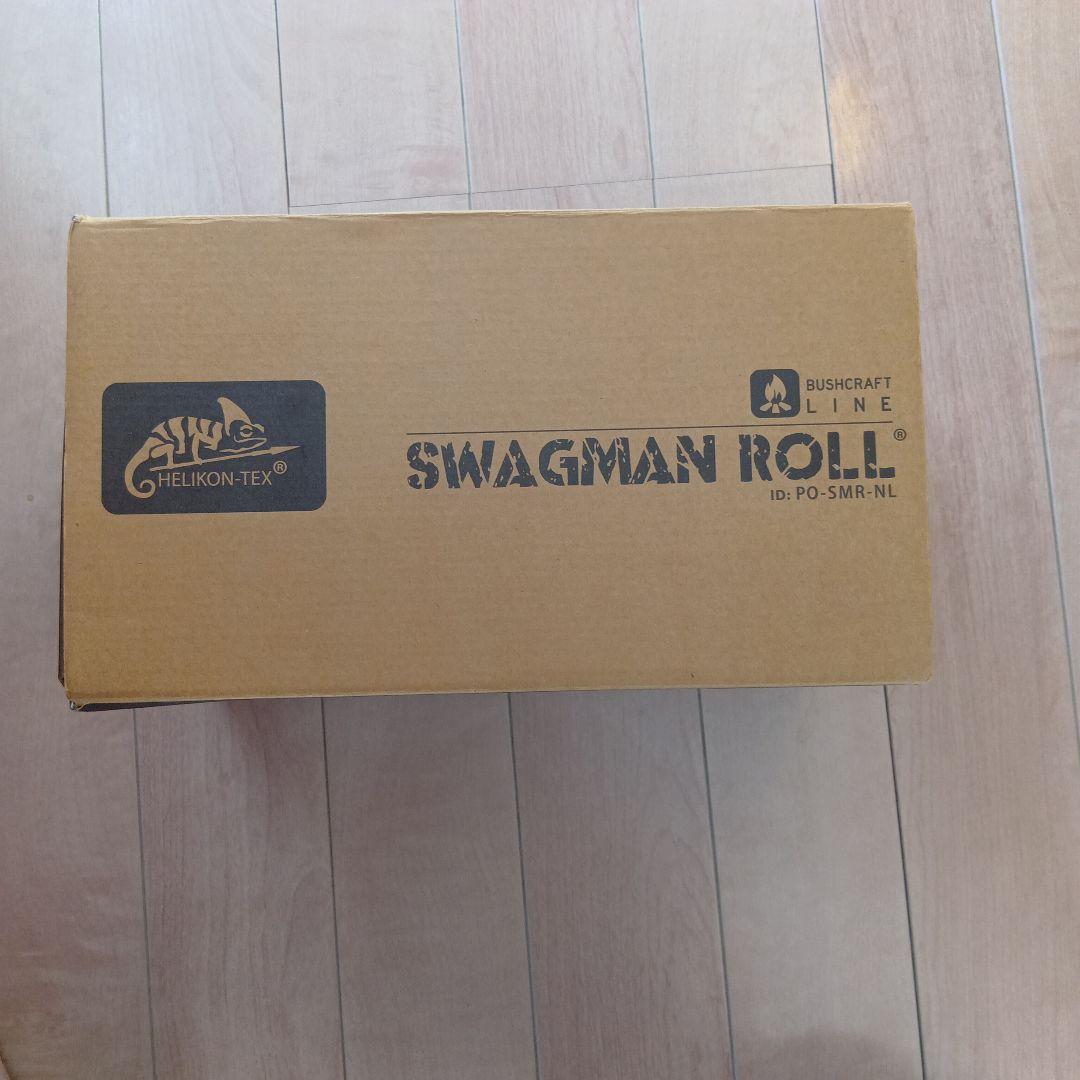 HELIKON-TEX®
BUSHCRAFT
LINE
SWAGMAN ROLL®
ID: PO-SMR-NL